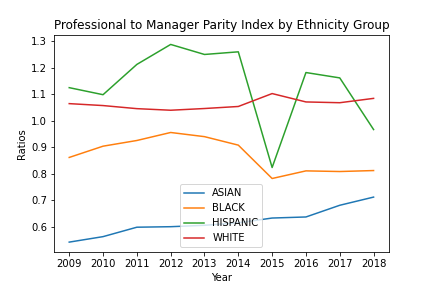 Professional to Manager Parity Index by Ethnicity Group
1.3
1.2
1.1
1.0
0.9
0.8
0.7
0.6
Ratios
ASIAN
BLACK
HISPANIC
WHITE
2009 2010 2011 2012 2013 2014 2015 2016 2017 2018
Year